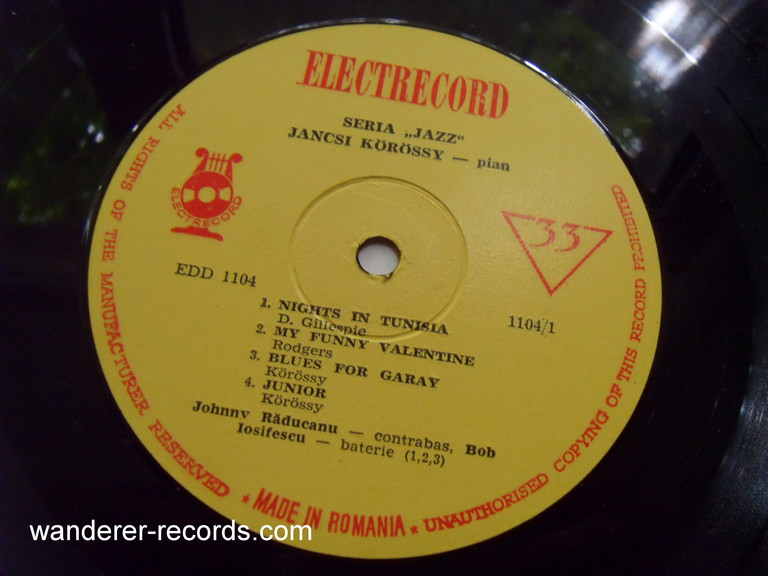 ELECTRECORD
SERIA „JAZZ“
JANCSI KÖRÖSSY — pian
ELECTRECORD
33
EDD 1104
1104/1
1. NIGHTS IN TUNISIA
D. Gillespie
2. MY FUNNY VALENTINE
Rodgers
3. BLUES FOR GARAY
Körössy
4. JUNIOR
Körössy
Johnny Răducanu — contrabas, Bob
Iosifescu — baterie (1,2,3)
ALL RIGHTS OF THE MANUFACTURER RESERVED ★ MADE IN ROMANIA ★ UNAUTHORISED COPYING OF THIS RECORD PROHIBITED
wanderer-records.com